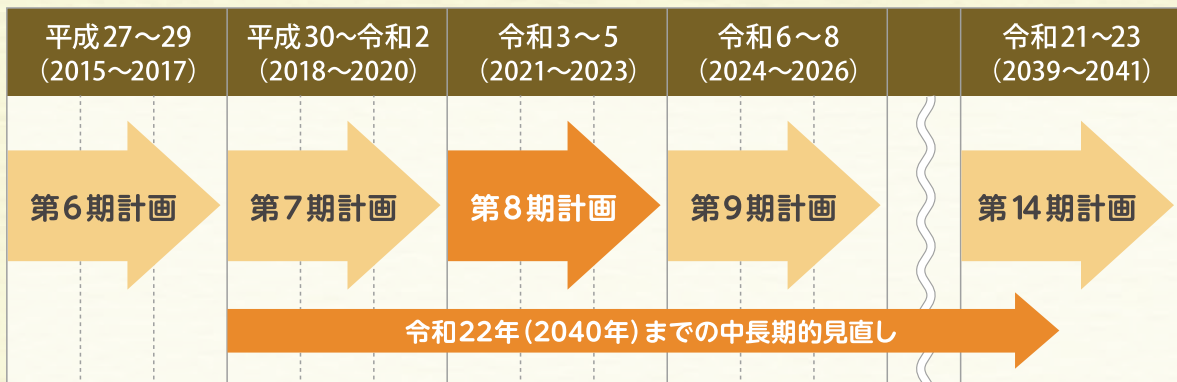 平成27～29
（2015～2017）
平成30～令和2
（2018～2020）
令和3～5
（2021～2023）
令和6～8
（2024～2026）
令和21～23
（2039～2041）
第6期計画
第7期計画
第8期計画
第9期計画
第14期計画
令和22年（2040年）までの中長期的見直し